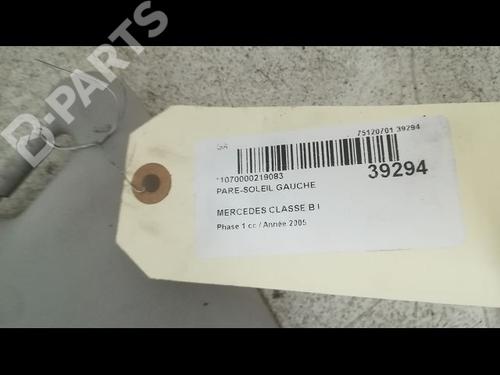 B-PARTS
75120701 39294
*1070000219083
39294
PARE-SOLEIL GAUCHE
MERCEDES CLASSE B I
Phase 1 cc / Année 2005